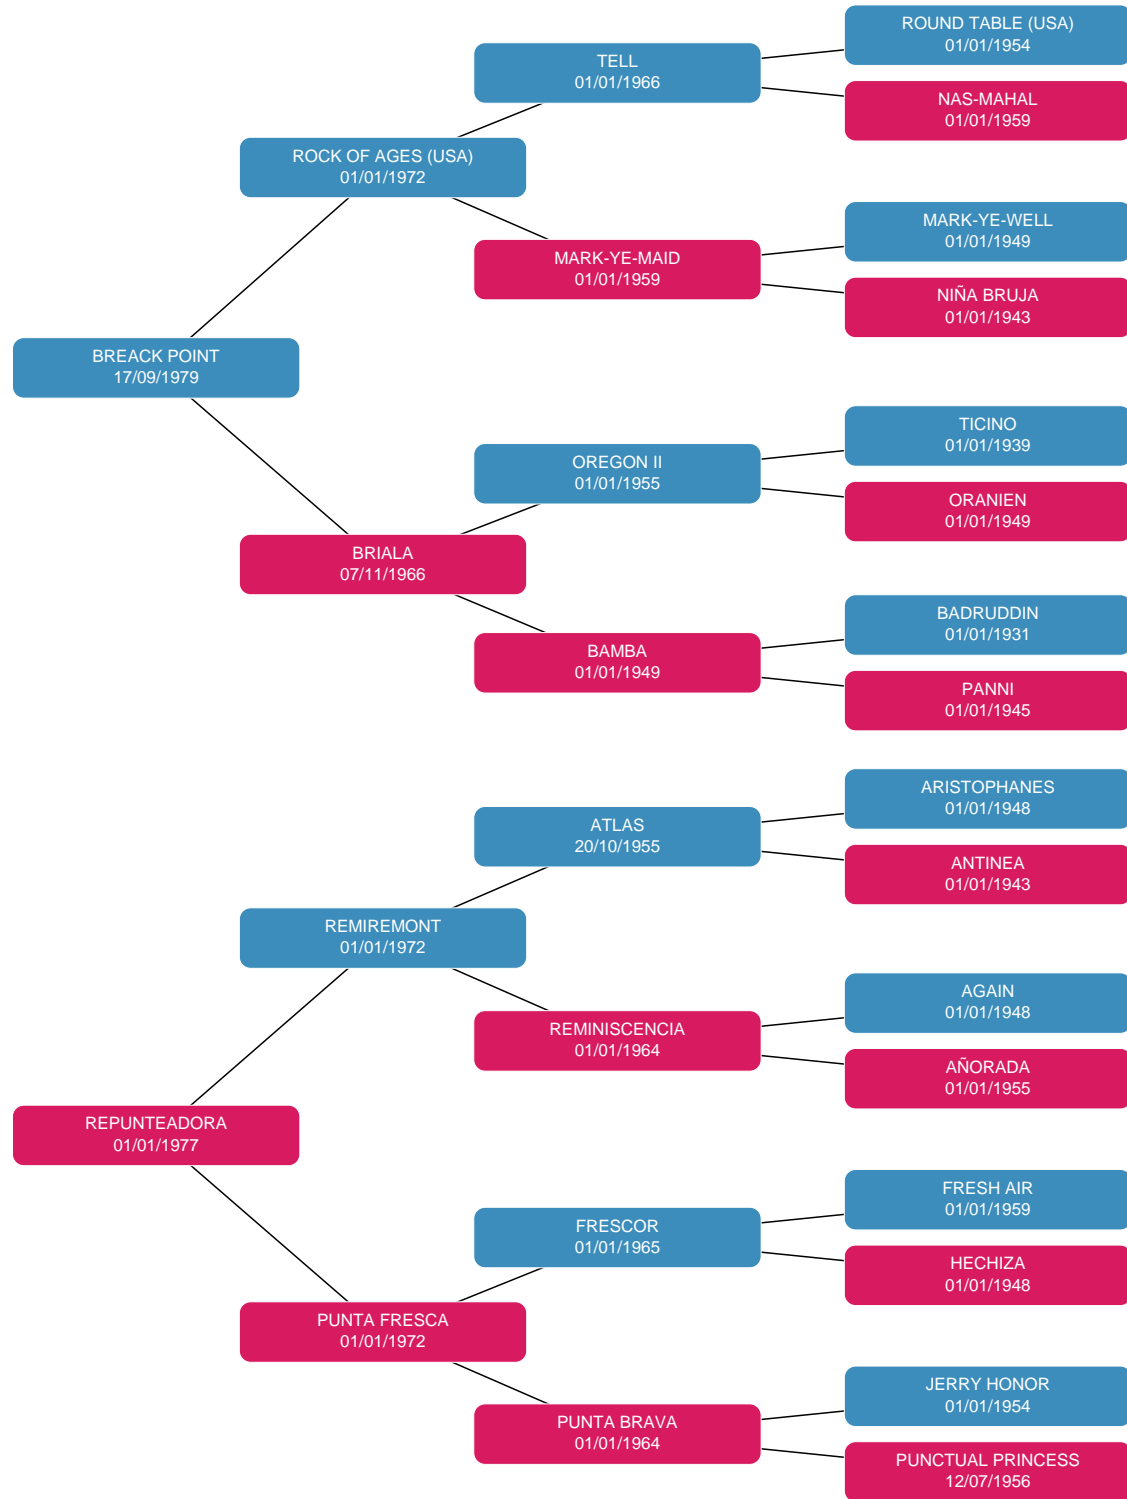 ROUND TABLE (USA)
01/01/1954
TELL
01/01/1966
NAS-MAHAL
01/01/1959
ROCK OF AGES (USA)
01/01/1972
MARK-YE-WELL
01/01/1949
MARK-YE-MAID
01/01/1959
NIÑA BRUJA
01/01/1943
BREACK POINT
17/09/1979
TICINO
01/01/1939
OREGON II
01/01/1955
ORANIEN
01/01/1949
BRIALA
07/11/1966
BADRUDDIN
01/01/1931
BAMBA
01/01/1949
PANNI
01/01/1945
ARISTOPHANES
01/01/1948
ATLAS
20/10/1955
ANTINEA
01/01/1943
REMIREMONT
01/01/1972
AGAIN
01/01/1948
REMINISCENCIA
01/01/1964
AÑORADA
01/01/1955
REPUNTEADORA
01/01/1977
FRESH AIR
01/01/1959
FRESCOR
01/01/1965
HECHIZA
01/01/1948
PUNTA FRESCA
01/01/1972
JERRY HONOR
01/01/1954
PUNTA BRAVA
01/01/1964
PUNCTUAL PRINCESS
12/07/1956